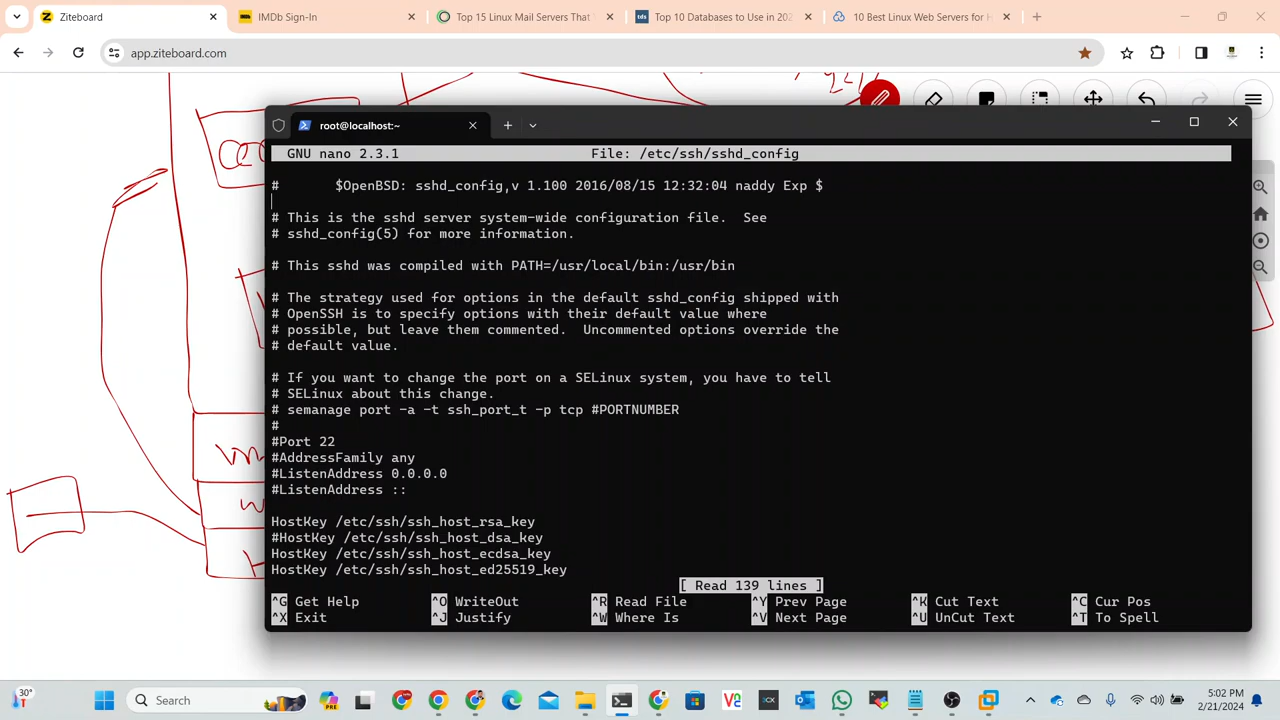 Ziteboard
IMDb Sign-In
Top 15 Linux Mail Servers That
Top 10 Databases to Use in 202
10 Best Linux Web Servers for H
app.ziteboard.com
root@localhost:~
GNU nano 2.3.1 File: /etc/ssh/sshd_config
# $OpenBSD: sshd_config,v 1.100 2016/08/15 12:32:04 naddy Exp $
# This is the sshd server system-wide configuration file. See
# sshd_config(5) for more information.
# This sshd was compiled with PATH=/usr/local/bin:/usr/bin
# The strategy used for options in the default sshd_config shipped with
# OpenSSH is to specify options with their default value where
# possible, but leave them commented. Uncommented options override the
# default value.
# If you want to change the port on a SELinux system, you have to tell
# SELinux about this change.
# semanage port -a -t ssh_port_t -p tcp #PORTNUMBER
#
#Port 22
#AddressFamily any
#ListenAddress 0.0.0.0
#ListenAddress ::
HostKey /etc/ssh/ssh_host_rsa_key
#HostKey /etc/ssh/ssh_host_dsa_key
HostKey /etc/ssh/ssh_host_ecdsa_key
HostKey /etc/ssh/ssh_host_ed25519_key
[ Read 139 lines ]
^G Get Help ^O WriteOut ^R Read File ^Y Prev Page ^K Cut Text ^C Cur Pos
^X Exit ^J Justify ^W Where Is ^V Next Page ^U UnCut Text ^T To Spell
30°
Search
5:02 PM
2/21/2024